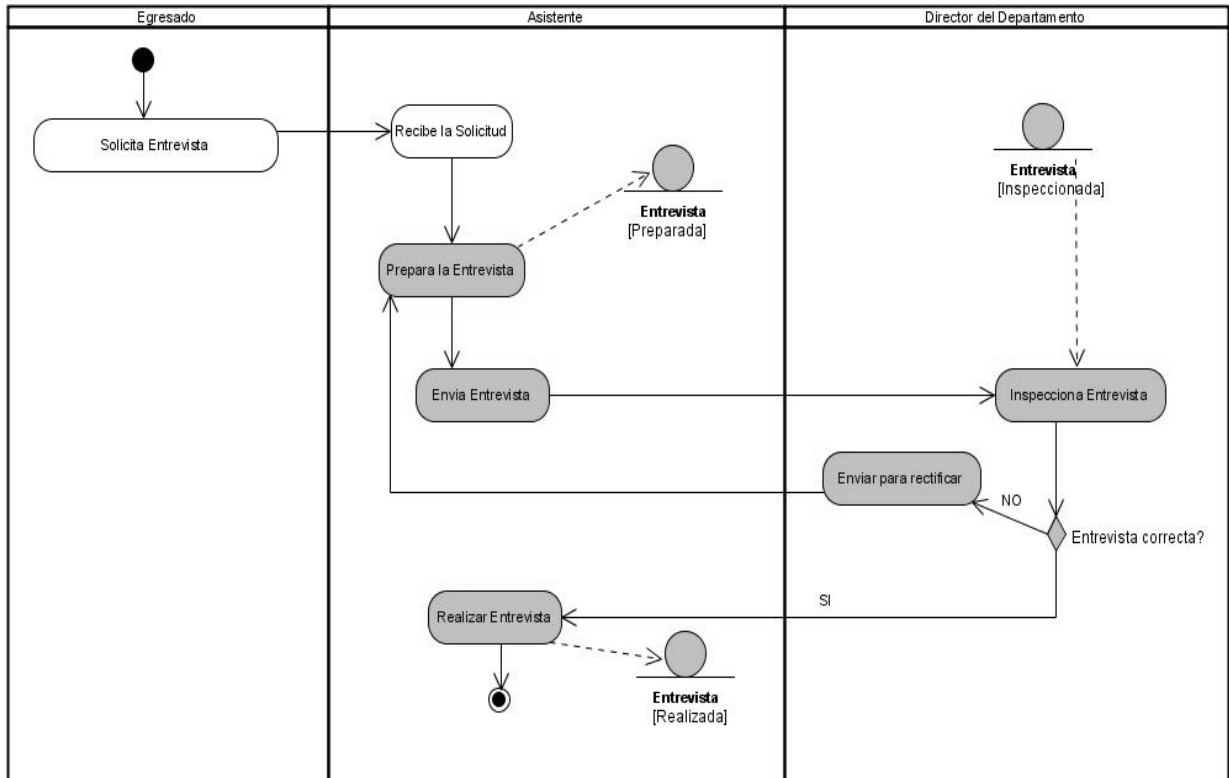 Egresado
Asistente
Director del Departamento
Solicita Entrevista
Recibe la Solicitud
Entrevista
[Preparada]
Entrevista
[Inspeccionada]
Prepara la Entrevista
Envia Entrevista
Inspecciona Entrevista
Enviar para rectificar
NO
Entrevista correcta?
SI
Realizar Entrevista
Entrevista
[Realizada]